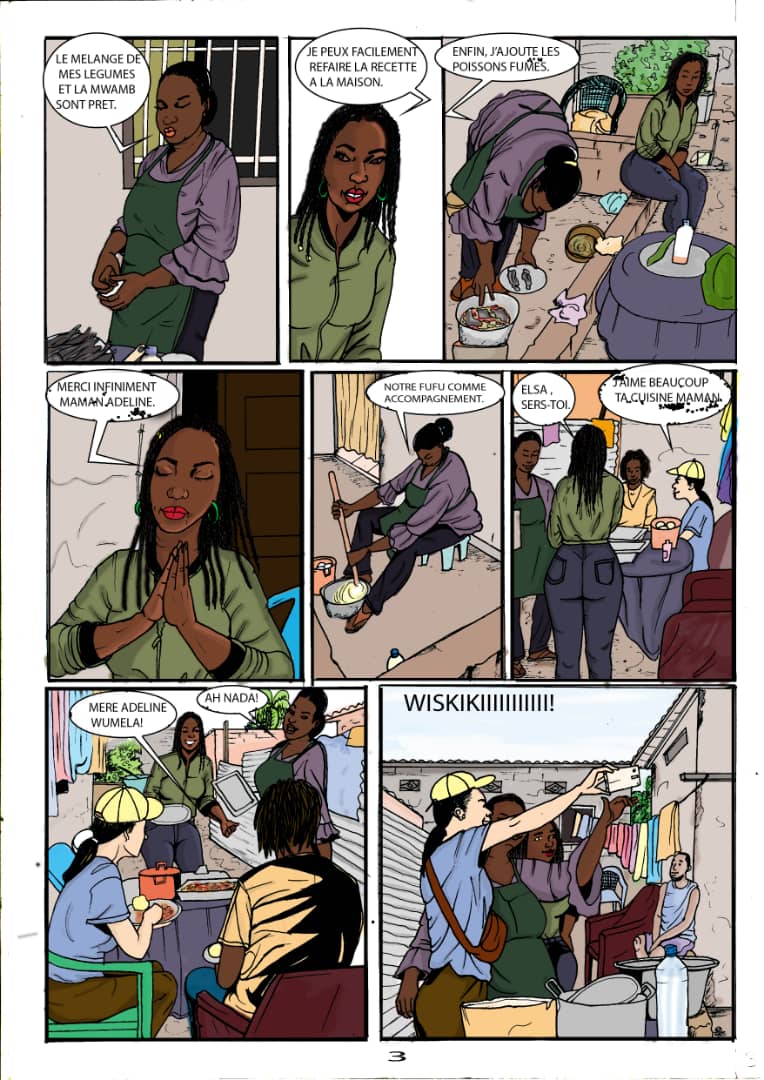 LE MELANGE DE
MES LEGUMES
ET LA MWAMB
SONT PRET.
JE PEUX FACILEMENT
REFAIRE LA RECETTE
A LA MAISON.
ENFIN, J'AJOUTE LES
POISSONS FUMES.
MERCI INFINIMENT
MAMAN ADELINE.
NOTRE FUFU COMME
ACCOMPAGNEMENT.
ELSA ,
SERS-TOI.
J'AIME BEAUCOUP
TA CUISINE MAMAN
MERE ADELINE
WUMELA!
AH NADA!
WISKIKIIIIIIIIIII!
3